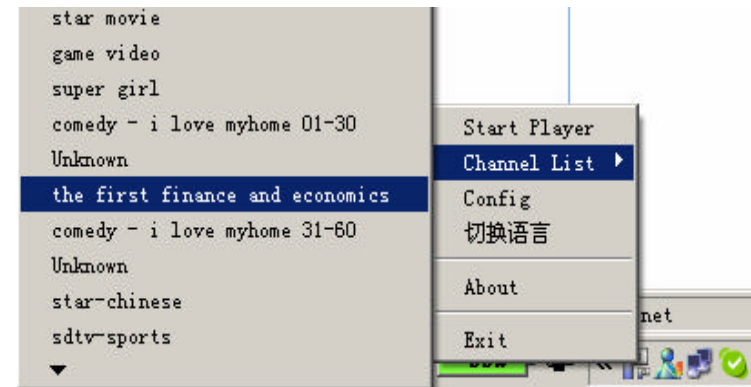 star movie
game video
super girl
comedy - i love myhome 01-30
Unknown
the first finance and economics
comedy - i love myhome 31-60
Unknown
star-chinese
sdtv-sports
Start Player
Channel List
Config
切换语言
About
Exit
net